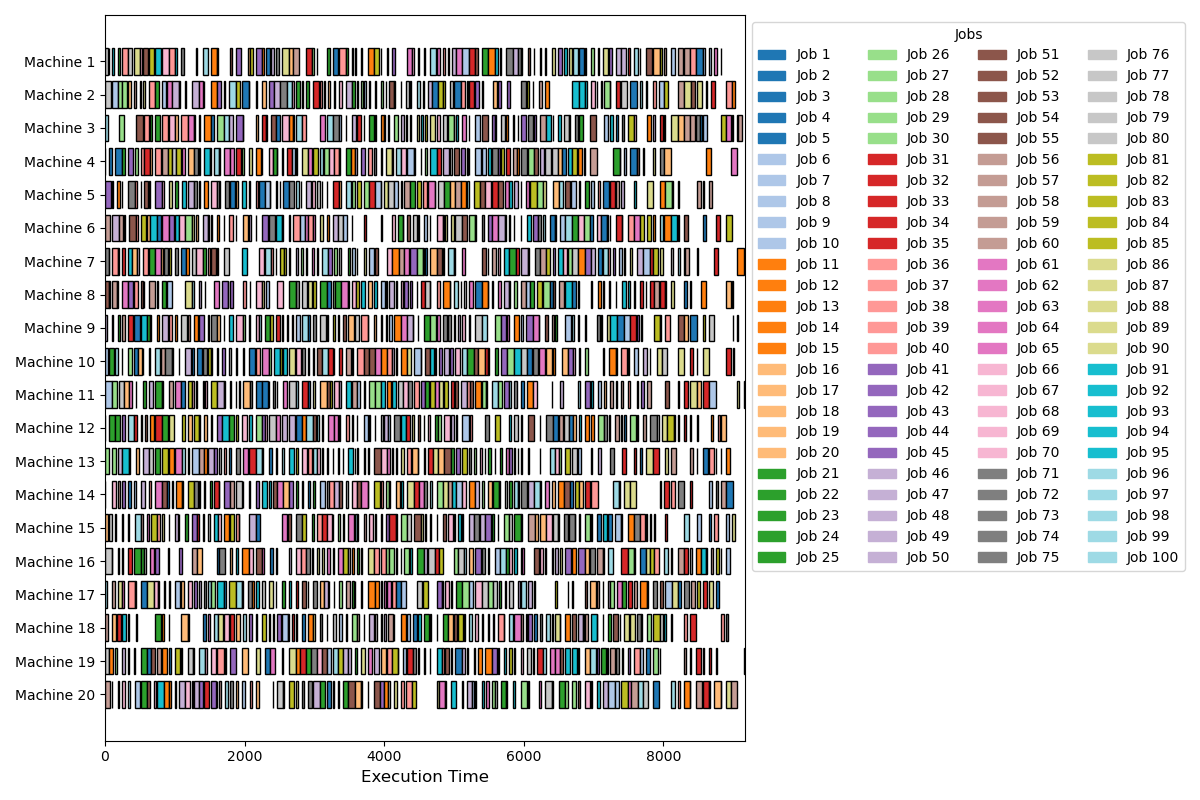 Machine 1
Machine 2
Machine 3
Machine 4
Machine 5
Machine 6
Machine 7
Machine 8
Machine 9
Machine 10
Machine 11
Machine 12
Machine 13
Machine 14
Machine 15
Machine 16
Machine 17
Machine 18
Machine 19
Machine 20
0 2000 4000 6000 8000
Execution Time
Jobs
Job 1 Job 26 Job 51 Job 76
Job 2 Job 27 Job 52 Job 77
Job 3 Job 28 Job 53 Job 78
Job 4 Job 29 Job 54 Job 79
Job 5 Job 30 Job 55 Job 80
Job 6 Job 31 Job 56 Job 81
Job 7 Job 32 Job 57 Job 82
Job 8 Job 33 Job 58 Job 83
Job 9 Job 34 Job 59 Job 84
Job 10 Job 35 Job 60 Job 85
Job 11 Job 36 Job 61 Job 86
Job 12 Job 37 Job 62 Job 87
Job 13 Job 38 Job 63 Job 88
Job 14 Job 39 Job 64 Job 89
Job 15 Job 40 Job 65 Job 90
Job 16 Job 41 Job 66 Job 91
Job 17 Job 42 Job 67 Job 92
Job 18 Job 43 Job 68 Job 93
Job 19 Job 44 Job 69 Job 94
Job 20 Job 45 Job 70 Job 95
Job 21 Job 46 Job 71 Job 96
Job 22 Job 47 Job 72 Job 97
Job 23 Job 48 Job 73 Job 98
Job 24 Job 49 Job 74 Job 99
Job 25 Job 50 Job 75 Job 100